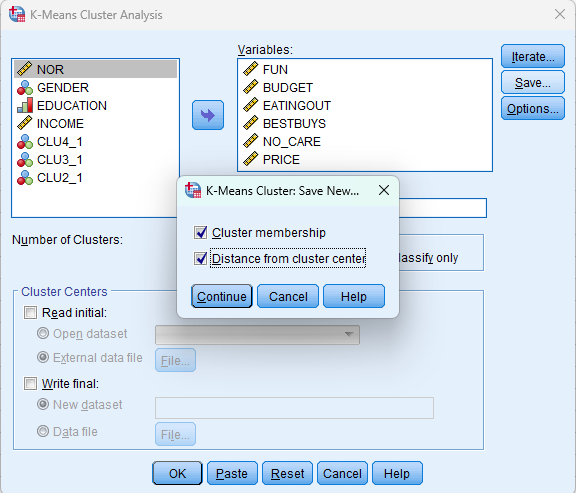 K-Means Cluster Analysis
Variables:
NOR
GENDER
EDUCATION
INCOME
CLU4_1
CLU3_1
CLU2_1
FUN
BUDGET
EATINGOUT
BESTBUYS
NO_CARE
PRICE
Iterate...
Save...
Options...
K-Means Cluster: Save New...
Cluster membership
Distance from cluster center
Continue Cancel Help
Number of Clusters:
lassify only
Cluster Centers
Read initial:
Open dataset
External data file File...
Write final:
New dataset
Data file File...
OK Paste Reset Cancel Help